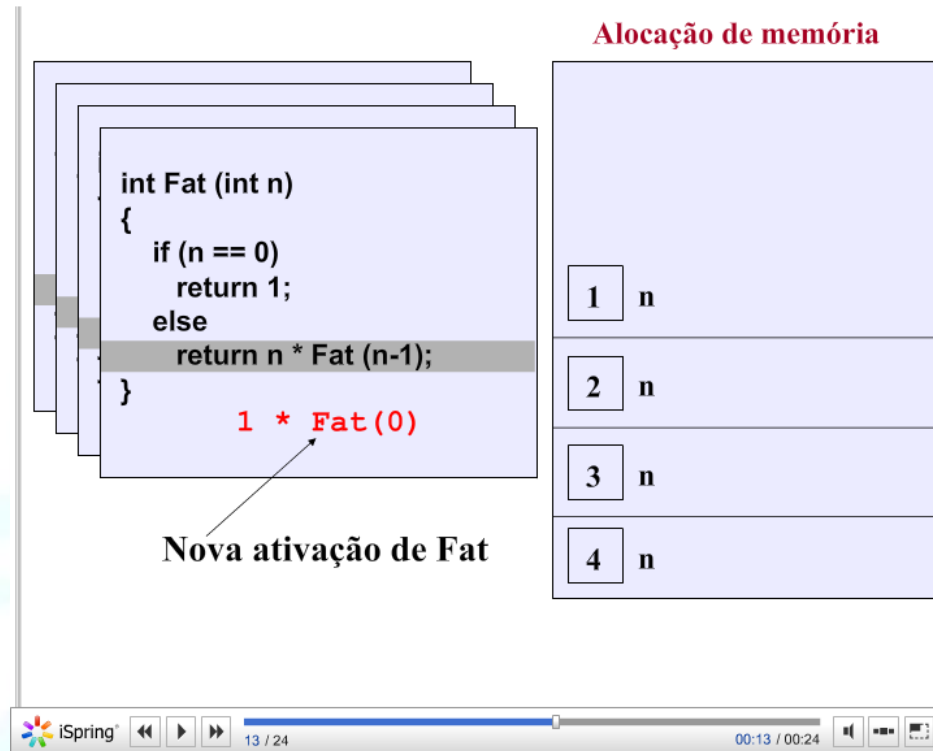 Alocação de memória
int Fat (int n)
{
if (n == 0)
return 1;
else
return n * Fat (n-1);
}
1 * Fat(0)
Nova ativação de Fat
1 n
2 n
3 n
4 n
iSpring
13 / 24
00:13 / 00:24